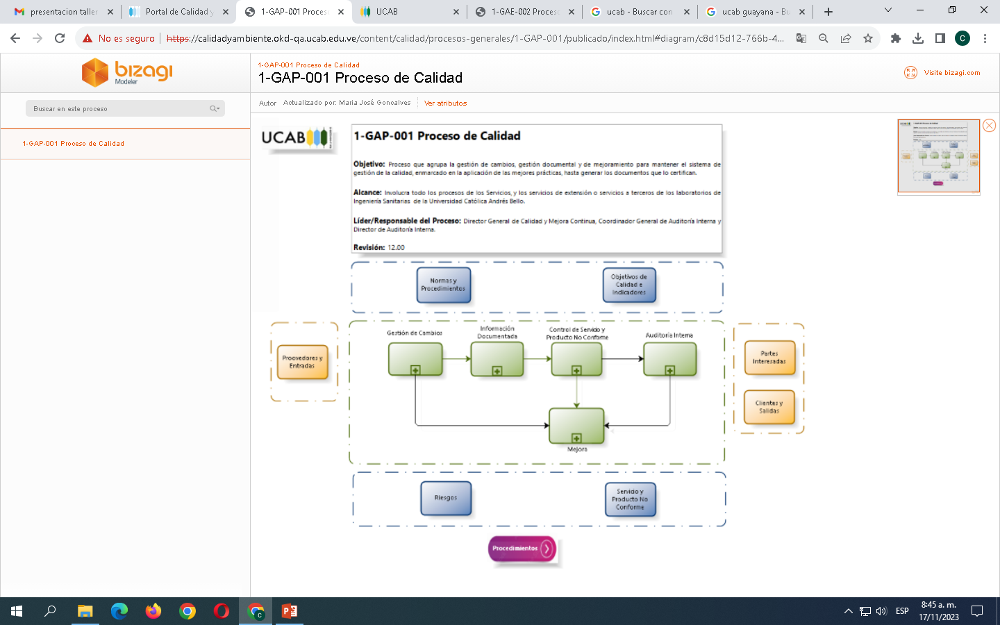 presentacion taller
Portal de Calidad y
1-GAP-001 Proces
UCAB
1-GAE-002 Proces
ucab - Buscar con
ucab guayana - Bu
No es seguro
https://calidadyambiente.okd-qa.ucab.edu.ve/content/calidad/procesos-generales/1-GAP-001/publicado/index.html#diagram/c8d15d12-766b-4...
C
bizagi
Modeler
1-GAP-001 Proceso de Calidad
1-GAP-001 Proceso de Calidad
Visite bizagi.com
Buscar en este proceso
Autor Actualizado por: Maria José Goncalves Ver atributos
1-GAP-001 Proceso de Calidad
UCAB
1-GAP-001 Proceso de Calidad
Objetivo: Proceso que agrupa la gestión de cambios, gestión documental y de mejoramiento para mantener el sistema de
gestión de la calidad, enmarcado en la aplicación de las mejores prácticas, hasta generar los documentos que lo certifican.
Alcance: Involucra todo los procesos de los Servicios, y los servicios de extensión o servicios a terceros de los laboratorios de
Ingeniería Sanitarias de la Universidad Católica Andrés Bello.
Líder/Responsable del Proceso: Director General de Calidad y Mejora Continua, Coordinador General de Auditoría Interna y
Director de Auditoría Interna.
Revisión: 12.00
Normas y
Procedimientos
Objetivos de
Calidad e
Indicadores
Gestión de Cambios
Información
Documentada
Control de Servido y
Producto No Conforme
Auditoría Interna
Proovedores y
Entradas
Partes
Interesadas
Clientes y
Salidas
Mejora
Riesgos
Servicio y
Producto No
Conforme
Procedimientos
C
ESP
8:45 a. m.
17/11/2023